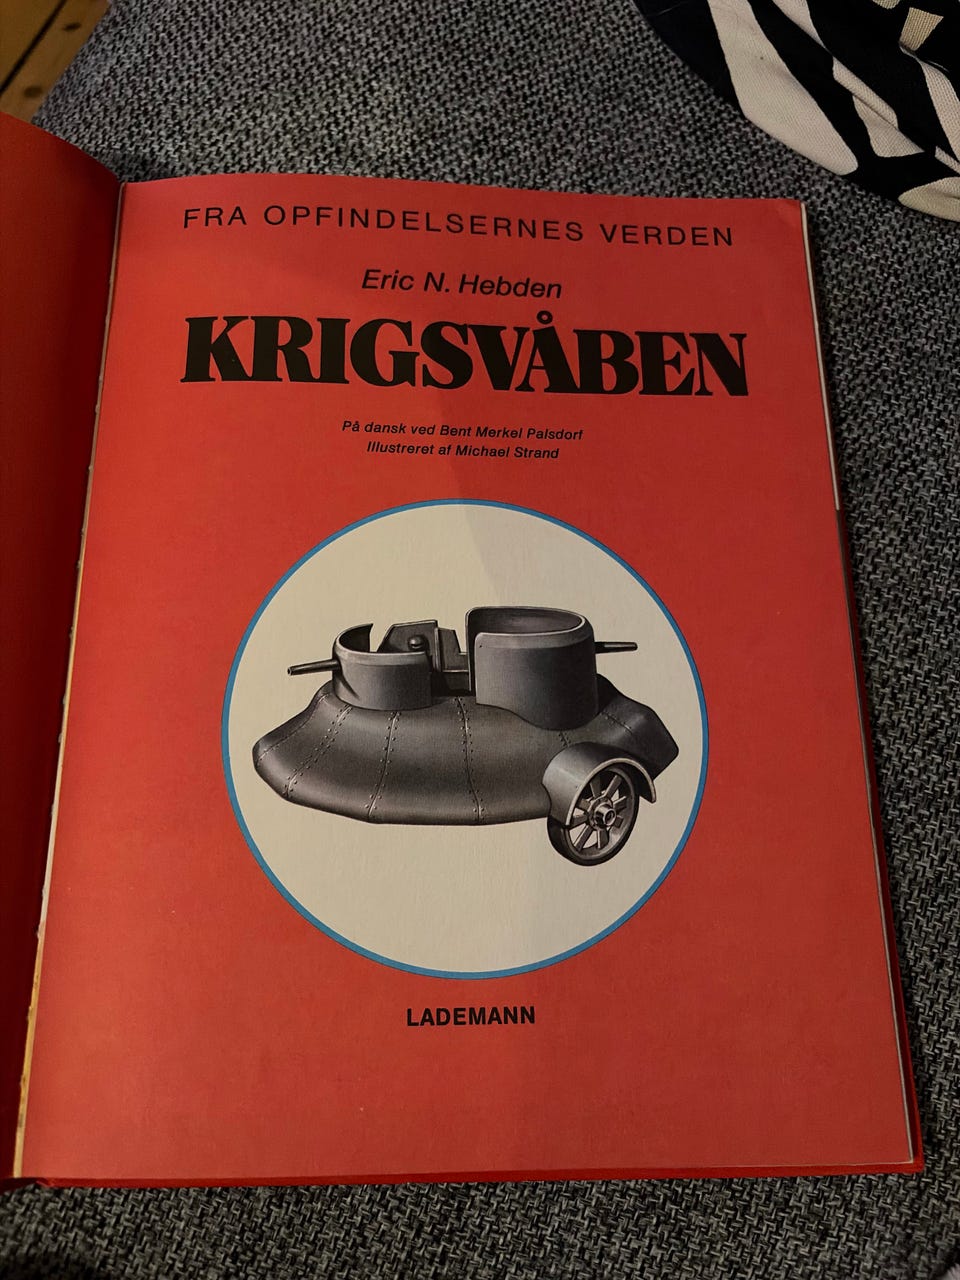 FRA OPFINDELSERNES VERDEN
Eric N. Hebden
KRIGSVÅBEN
På dansk ved Bent Merkel Palsdorf
Illustreret af Michael Strand
LADEMANN